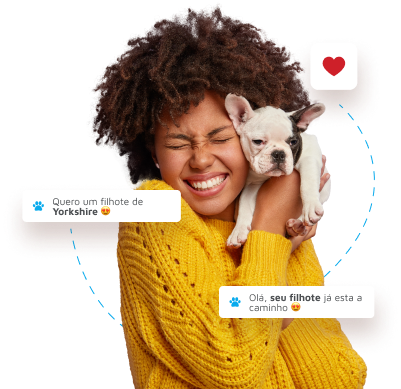 Quero um filhote de
Yorkshire 😍
Olá, seu filhote já esta a
caminho 😍